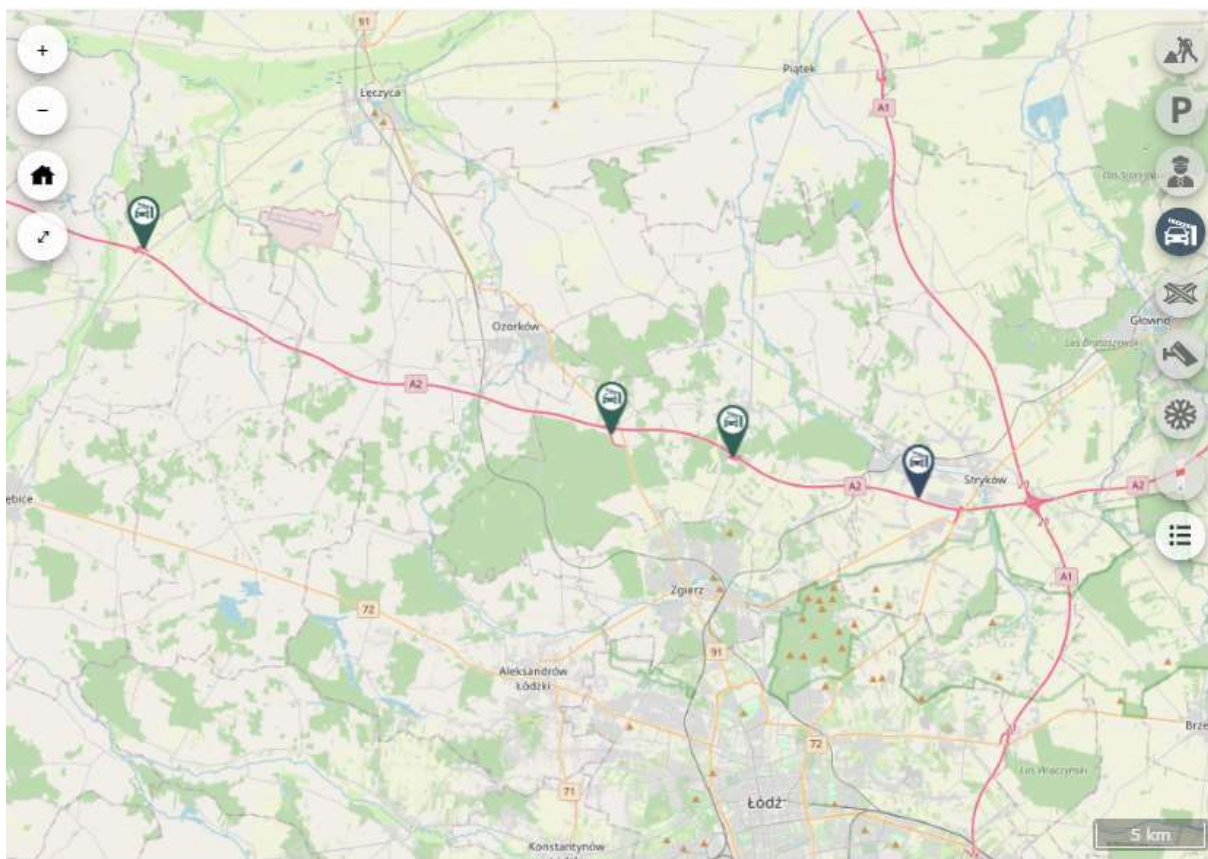 91
+
Łęczyca
Piątek
A1
P
−
Ozorków
Głowno
A2
A2
Stryków
A2
Zgierz
72
A1
91
Aleksandrów
Łódzki
72
71
Łódź
Konstantynów
5 km